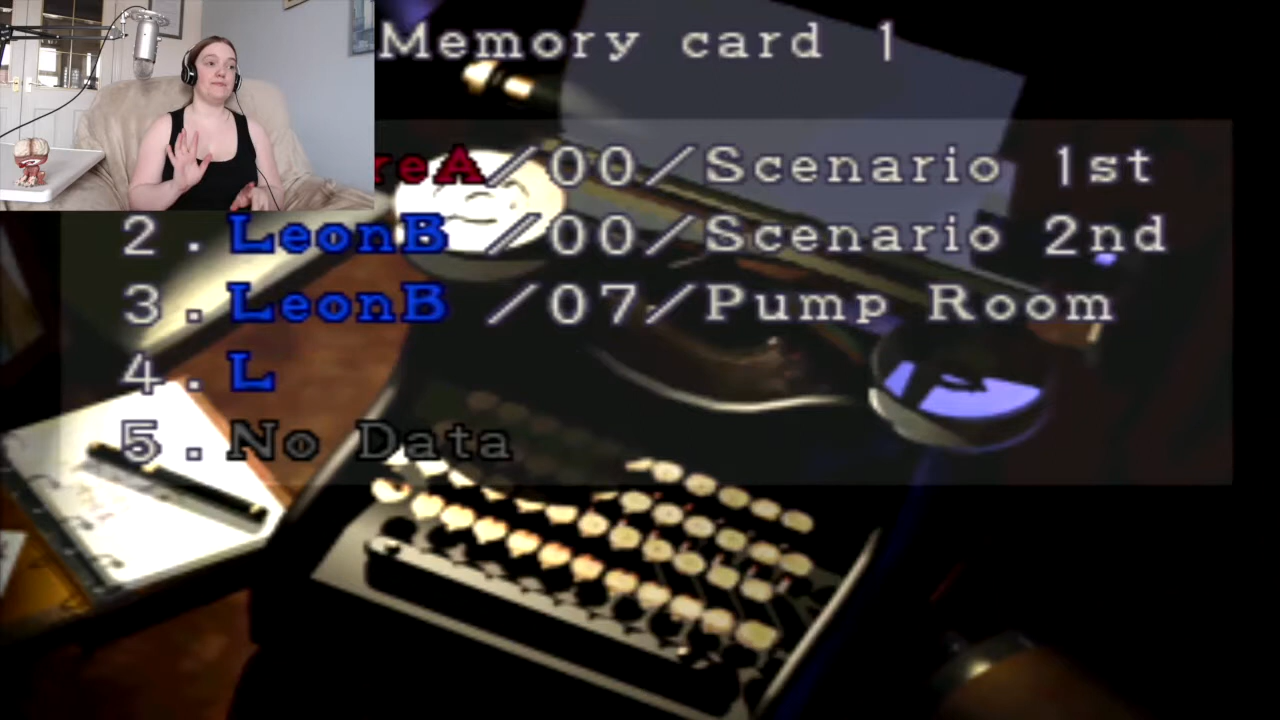 Memory card 1
reA/00/Scenario 1st
2. LeonB /00/Scenario 2nd
3. LeonB /07/Pump Room
4. L
5. No Data